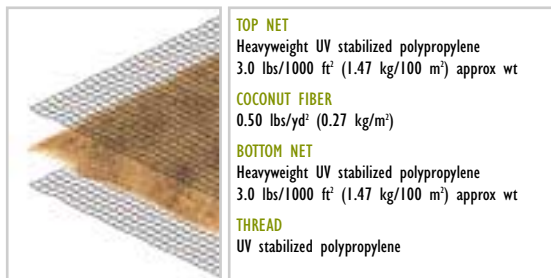 TOP NET
Heavyweight UV stabilized polypropylene
3.0 lbs/1000 ft² (1.47 kg/100 m²) approx wt
COCONUT FIBER
0.50 lbs/yd² (0.27 kg/m²)
BOTTOM NET
Heavyweight UV stabilized polypropylene
3.0 lbs/1000 ft² (1.47 kg/100 m²) approx wt
THREAD
UV stabilized polypropylene